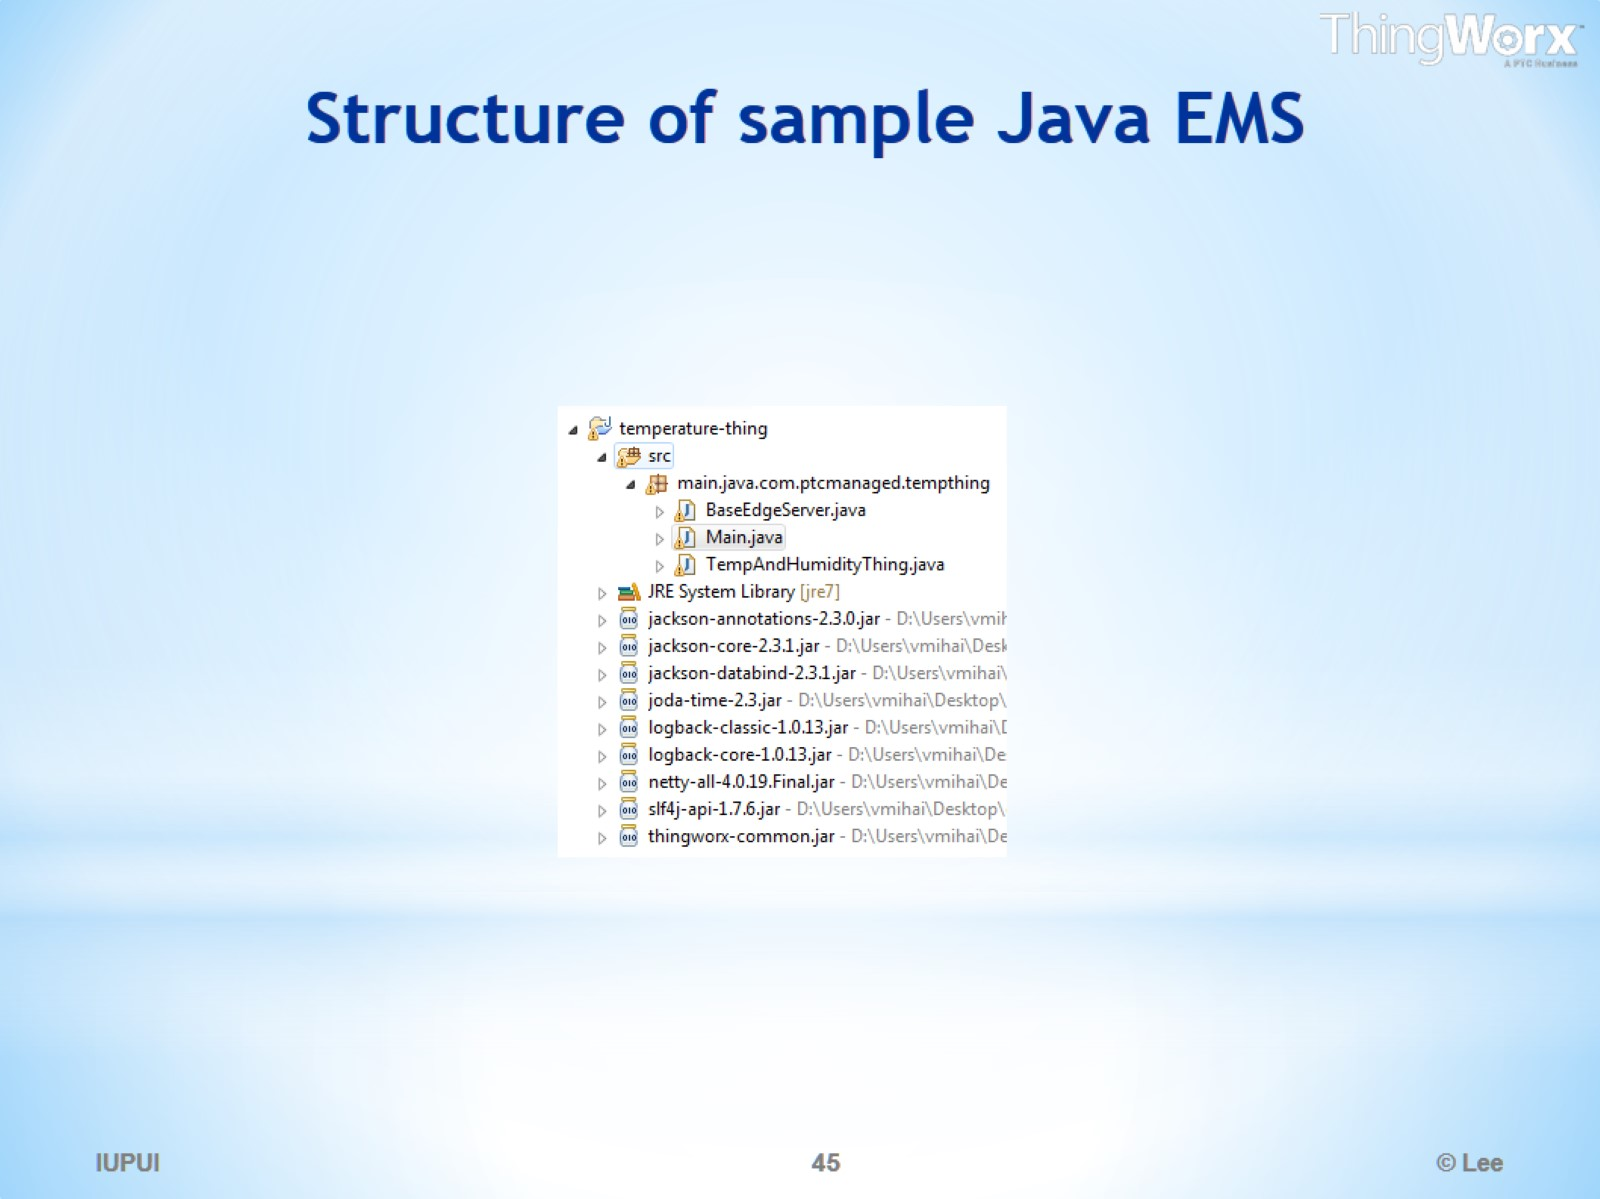 ThingWorx
A PTC Business
Structure of sample Java EMS
temperature-thing
src
main.java.com.ptcmanaged.tempthing
BaseEdgeServer.java
Main.java
TempAndHumidityThing.java
JRE System Library [jre7]
jackson-annotations-2.3.0.jar - D:\Users\vmih
jackson-core-2.3.1.jar - D:\Users\vmihai\Desk
jackson-databind-2.3.1.jar - D:\Users\vmihai\
joda-time-2.3.jar - D:\Users\vmihai\Desktop\
logback-classic-1.0.13.jar - D:\Users\vmihai\D
logback-core-1.0.13.jar - D:\Users\vmihai\De
netty-all-4.0.19.Final.jar - D:\Users\vmihai\De
slf4j-api-1.7.6.jar - D:\Users\vmihai\Desktop\
thingworx-common.jar - D:\Users\vmihai\De
IUPUI
45
© Lee